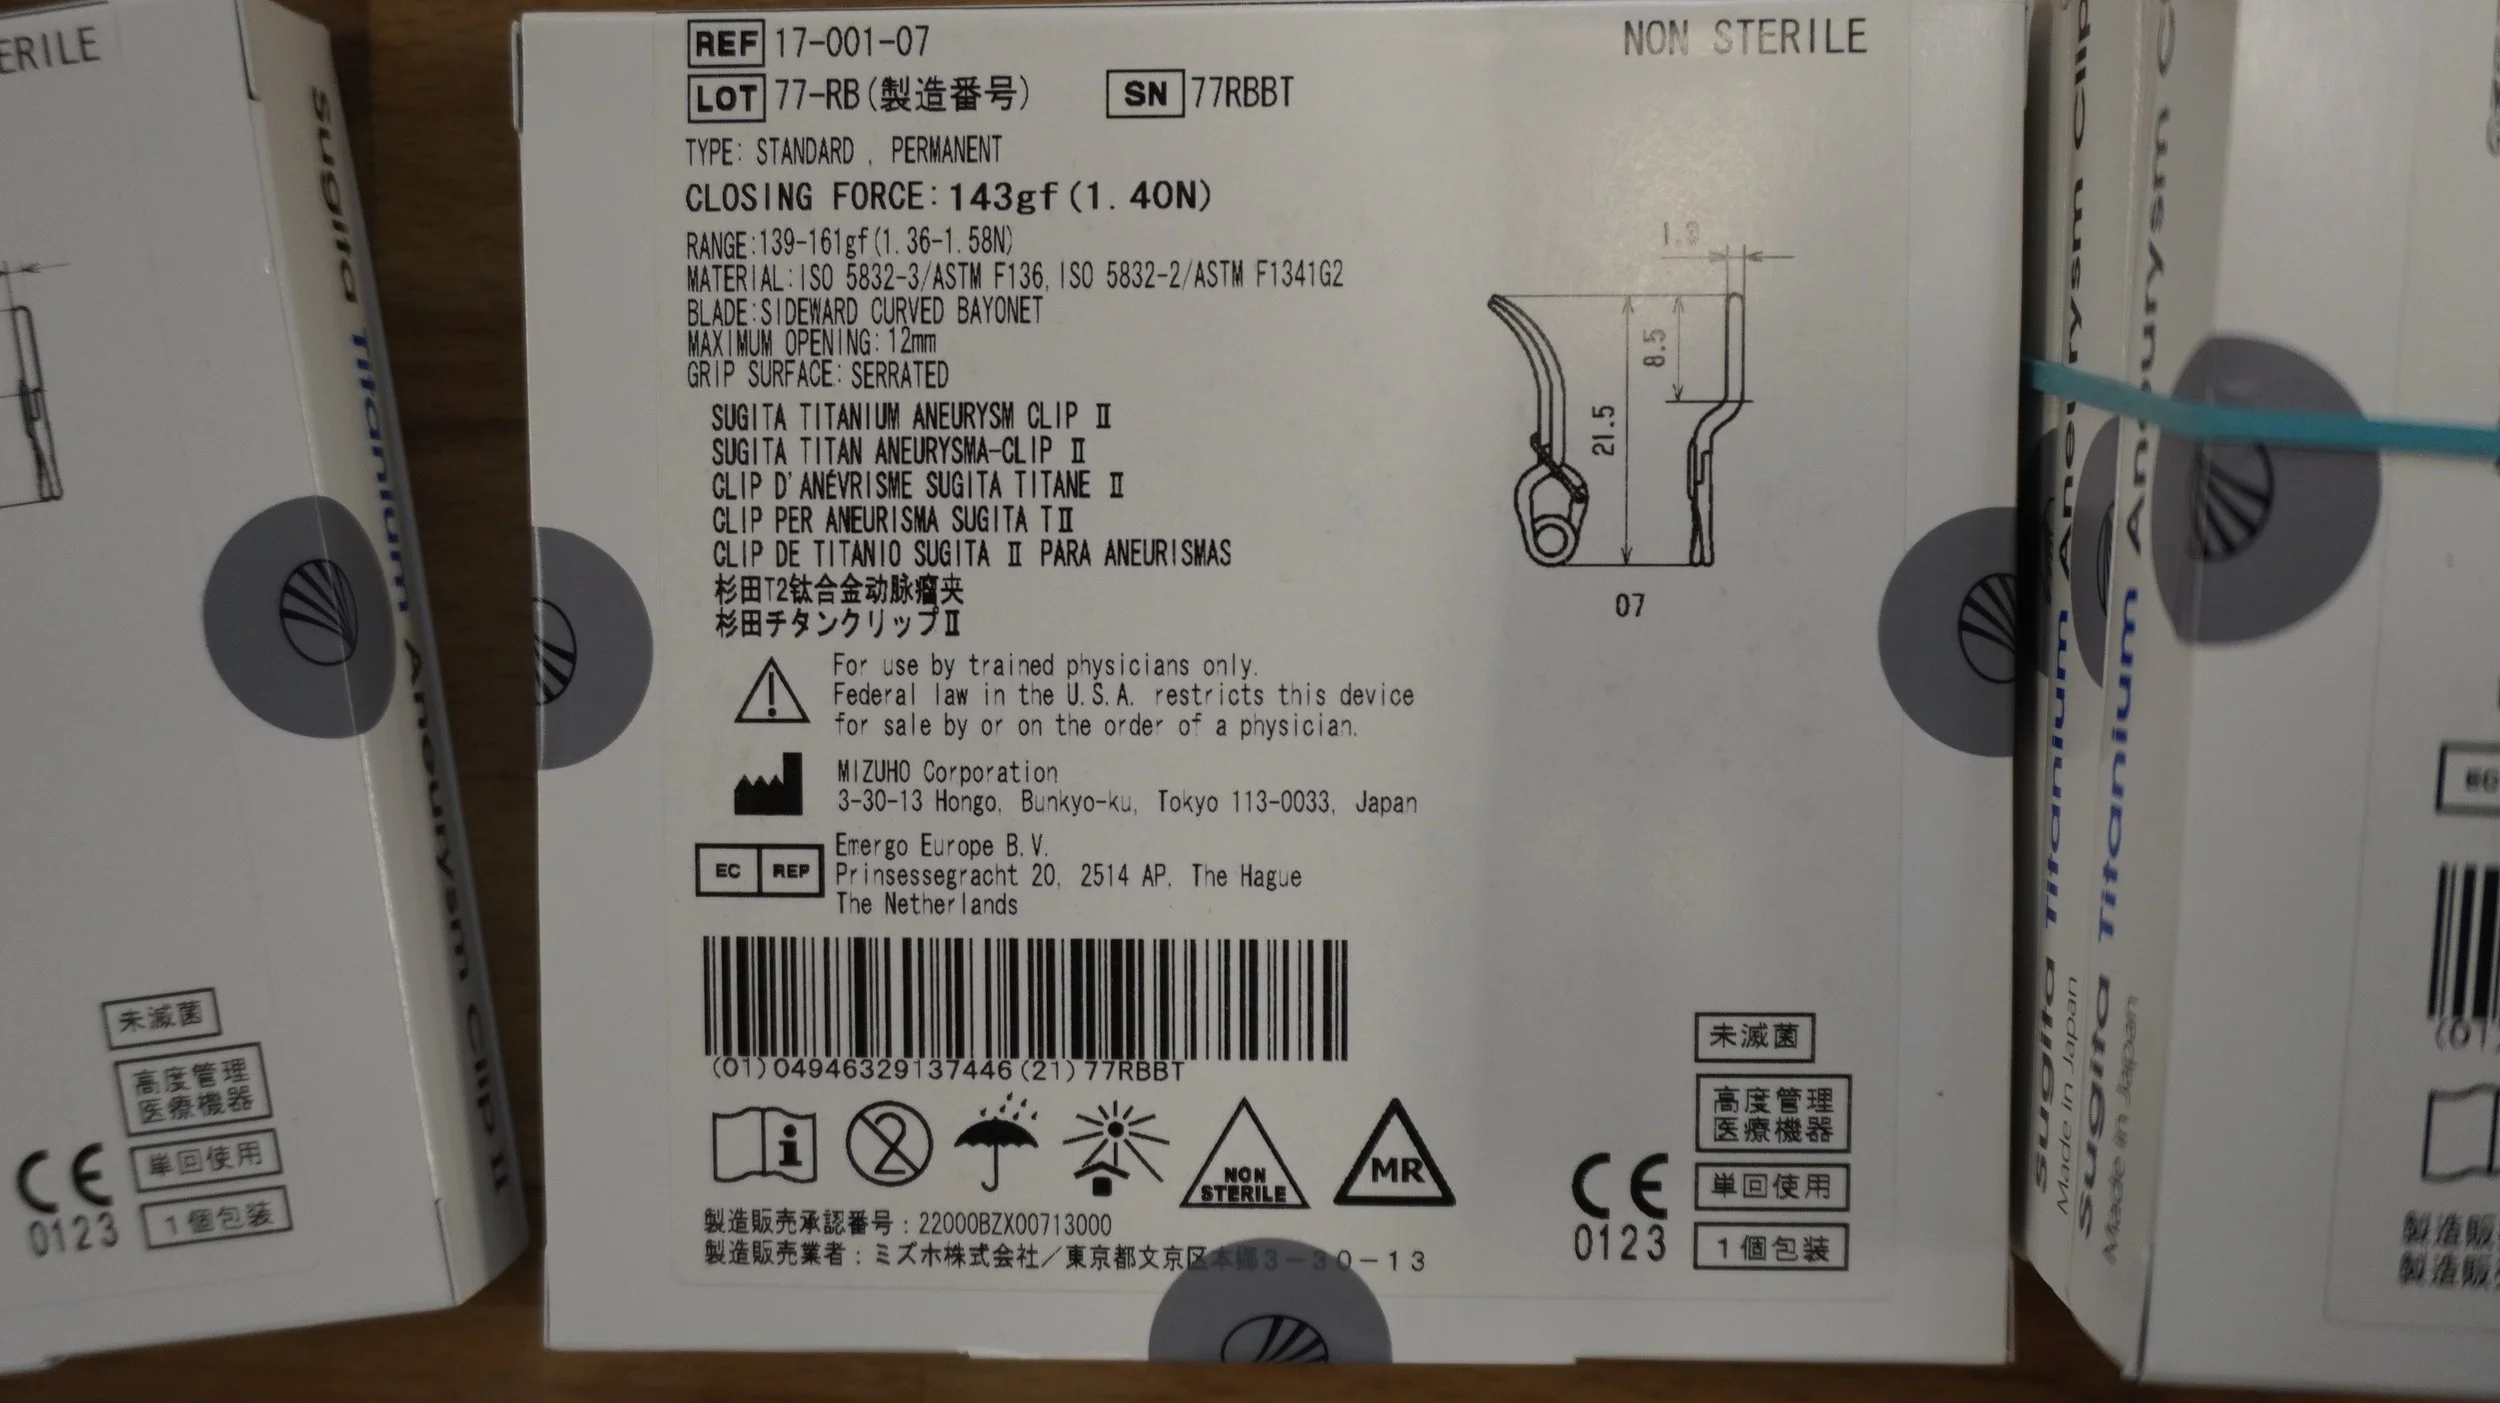 REF 17-001-07
NON STERILE
LOT 77-RB(製造番号) SN 77RBBT
TYPE: STANDARD , PERMANENT
CLOSING FORCE: 143gf(1.40N)
RANGE:139-161gf(1.36-1.58N)
MATERIAL:ISO 5832-3/ASTM F136,ISO 5832-2/ASTM F1341G2
BLADE:SIDEWARD CURVED BAYONET
MAXIMUM OPENING:12mm
GRIP SURFACE:SERRATED
SUGITA TITANIUM ANEURYSM CLIP Ⅱ
SUGITA TITAN ANEURYSMA-CLIP Ⅱ
CLIP D'ANÉVRISME SUGITA TITANE Ⅱ
CLIP PER ANEURISMA SUGITA TⅡ
CLIP DE TITANIO SUGITA Ⅱ PARA ANEURISMAS
杉田T2钛合金动脉瘤夹
杉田チタンクリップⅡ
8.5
21.5
07
For use by trained physicians only.
Federal law in the U.S.A. restricts this device
for sale by or on the order of a physician.
MIZUHO Corporation
3-30-13 Hongo, Bunkyo-ku, Tokyo 113-0033, Japan
EC REP
Emergo Europe B.V.
Prinsessegracht 20, 2514 AP, The Hague
The Netherlands
(01)04946329137446(21)77RBBT
NON
STERILE
MR
CE
0123
未滅菌
高度管理
医療機器
単回使用
1個包装
製造販売承認番号:22000BZX00713000
製造販売業者:ミズホ株式会社/東京都文京区本郷3-30-13
ERILE
Sugita Titanium Aneurysm Clip II
未滅菌
高度管理
医療機器
単回使用
1個包装
CE
0123
Sugita Titanium Aneurysm Clip
Made in Japan
Sugita Titanium Aneurysm
Made in Japan
(01)
製造販
製造販